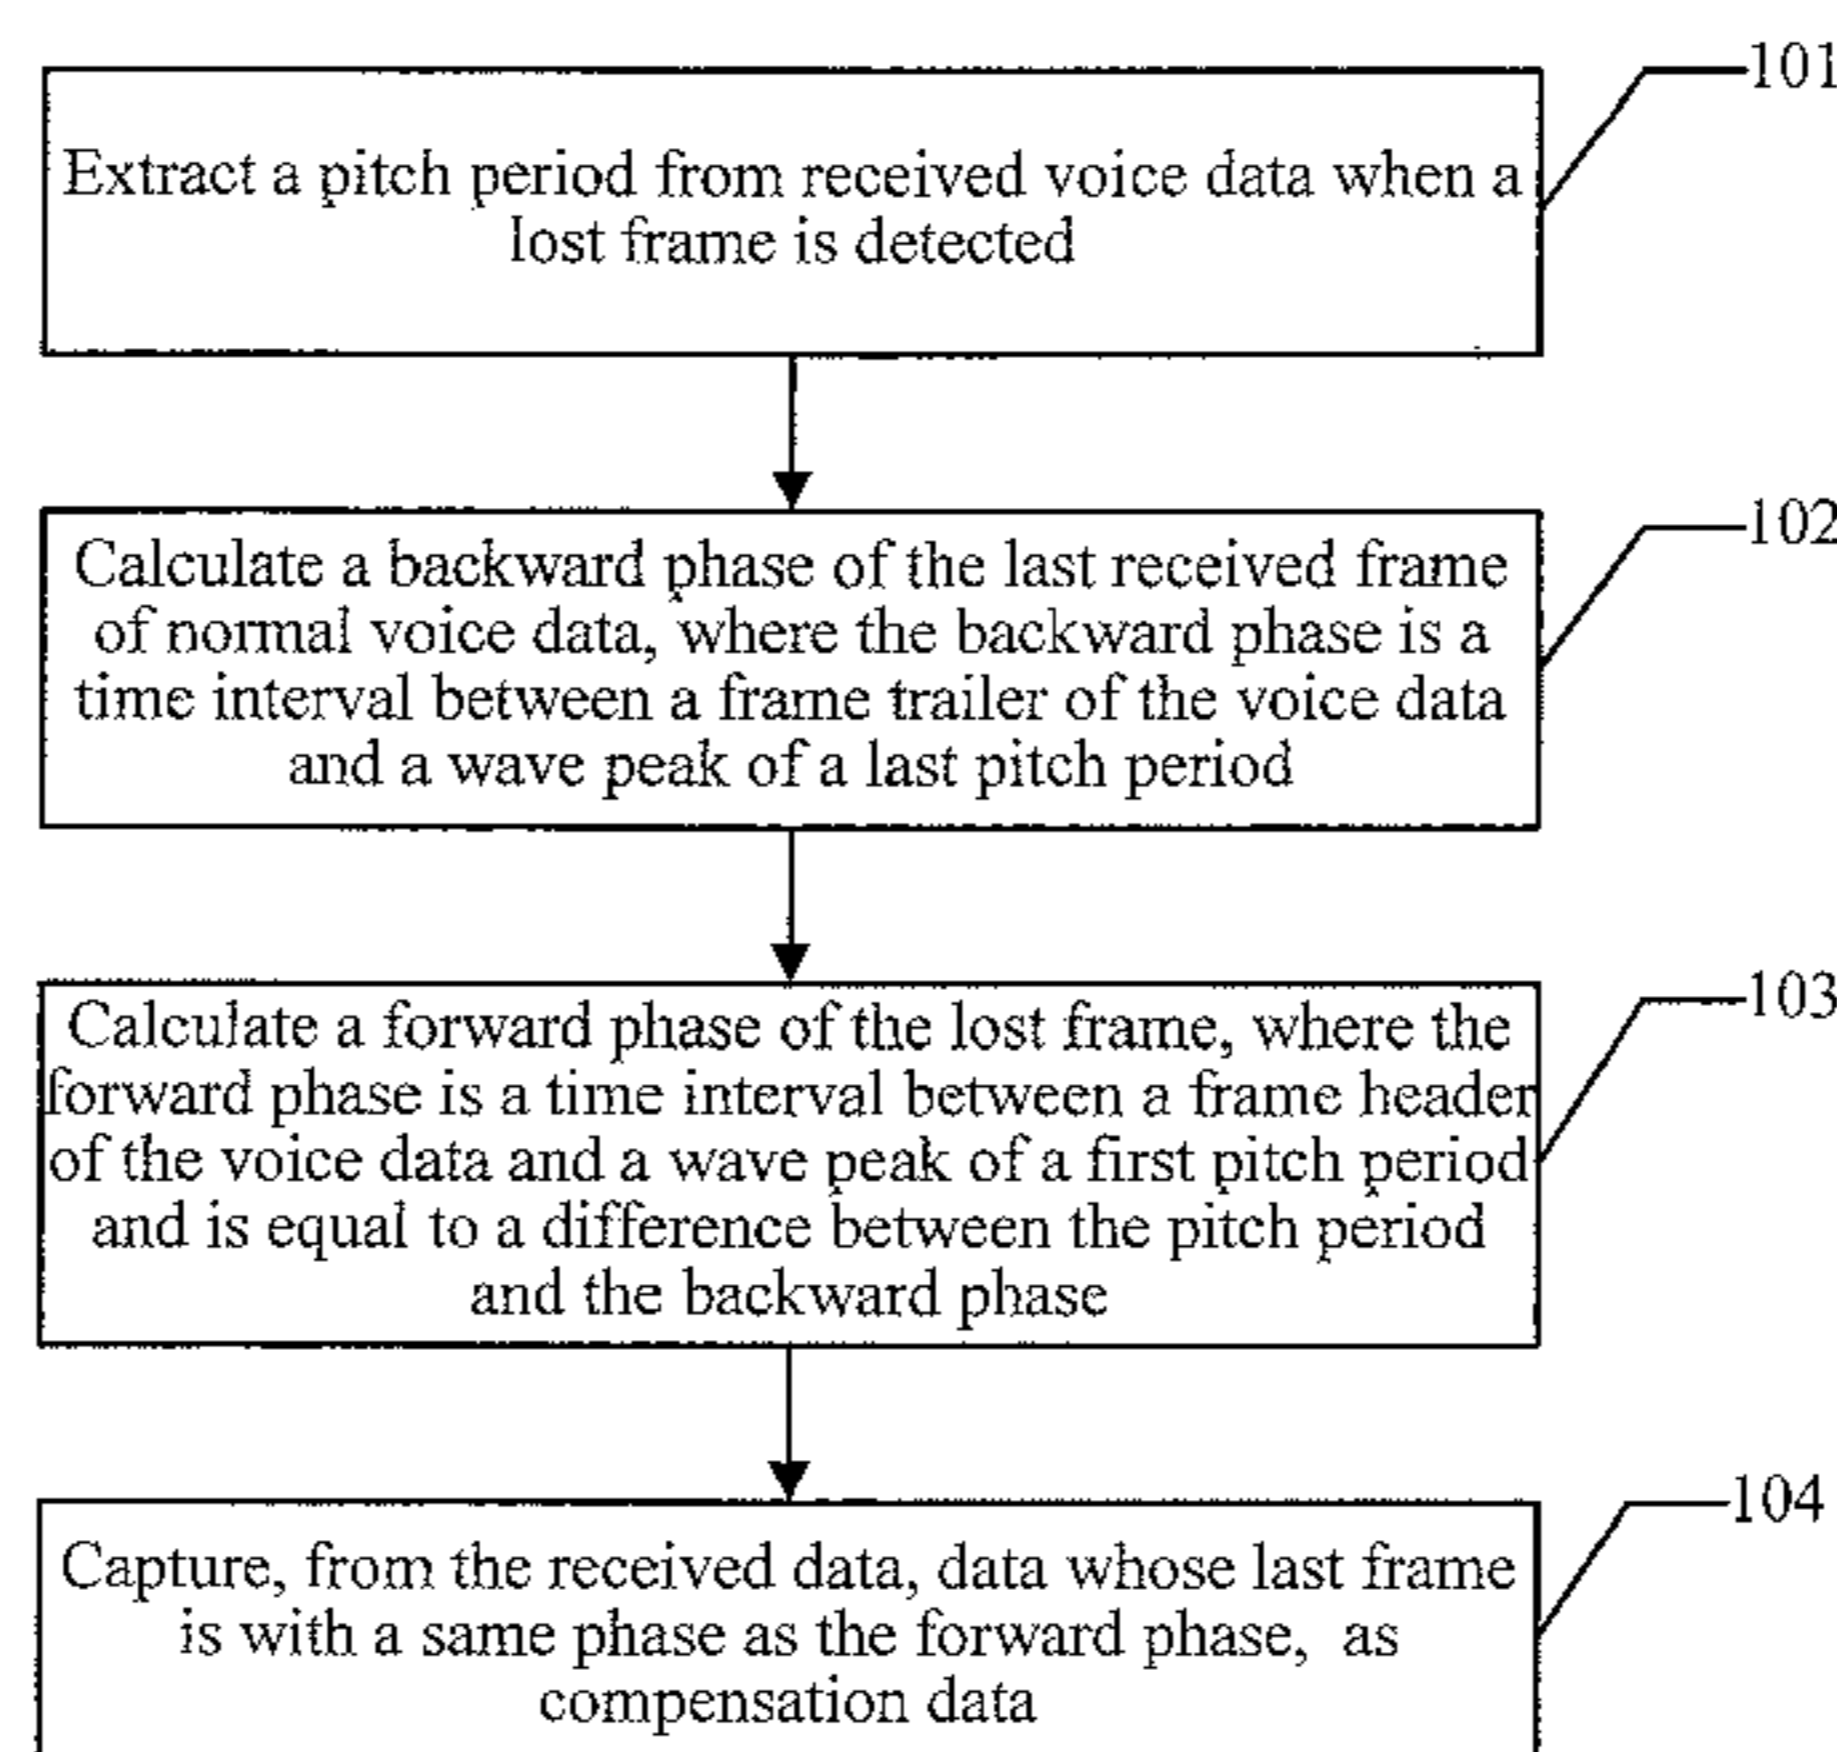 101
Extract a pitch period from received voice data when a
lost frame is detected
102
Calculate a backward phase of the last received frame
of normal voice data, where the backward phase is a
time interval between a frame trailer of the voice data
and a wave peak of a last pitch period
103
Calculate a forward phase of the lost frame, where the
forward phase is a time interval between a frame header
of the voice data and a wave peak of a first pitch period
and is equal to a difference between the pitch period
and the backward phase
104
Capture, from the received data, data whose last frame
is with a same phase as the forward phase, as
compensation data